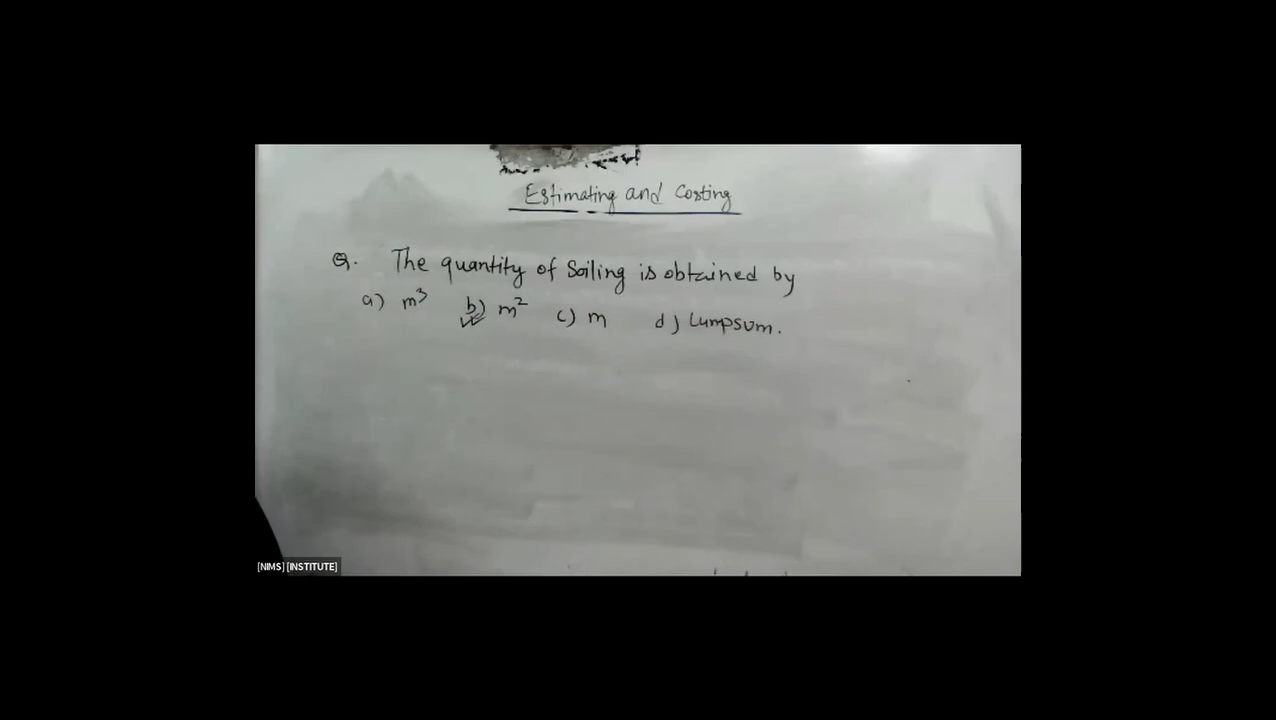 Estimating and Costing
Q. The quantity of Soiling is obtained by
a) m³ b) m² c) m d) Lumpsum.
[NIMS] [INSTITUTE]